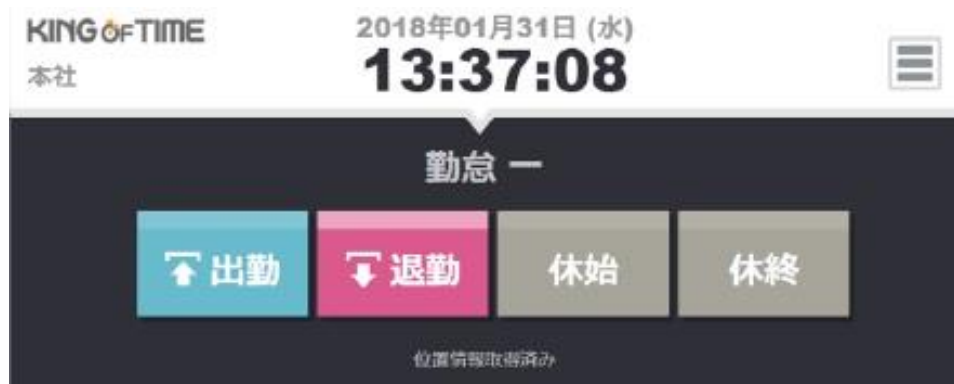 KING OF TIME
本社
2018年01月31日 (水)
13:37:08
勤怠 一
出勤
退勤
休始
休終
位置情報取得済み